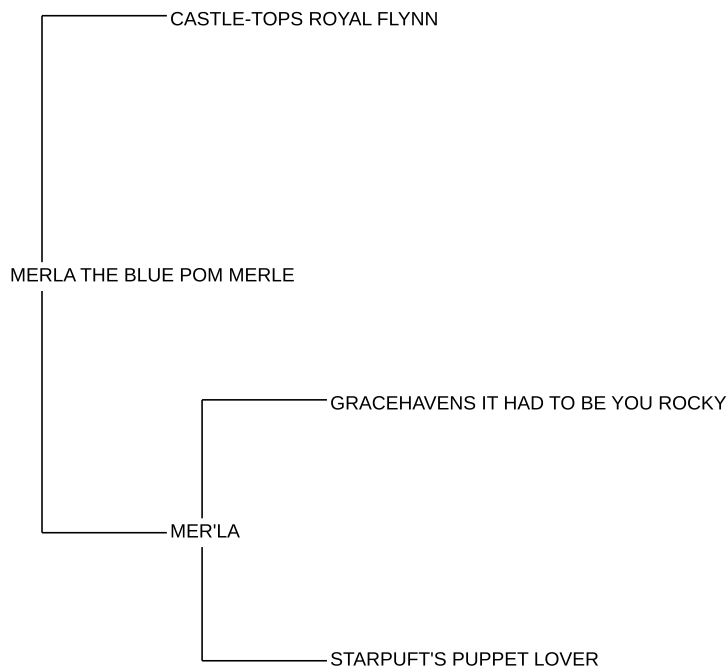 CASTLE-TOPS ROYAL FLYNN
MERLA THE BLUE POM MERLE
GRACEHAVENS IT HAD TO BE YOU ROCKY
MER'LA
STARPUFT'S PUPPET LOVER